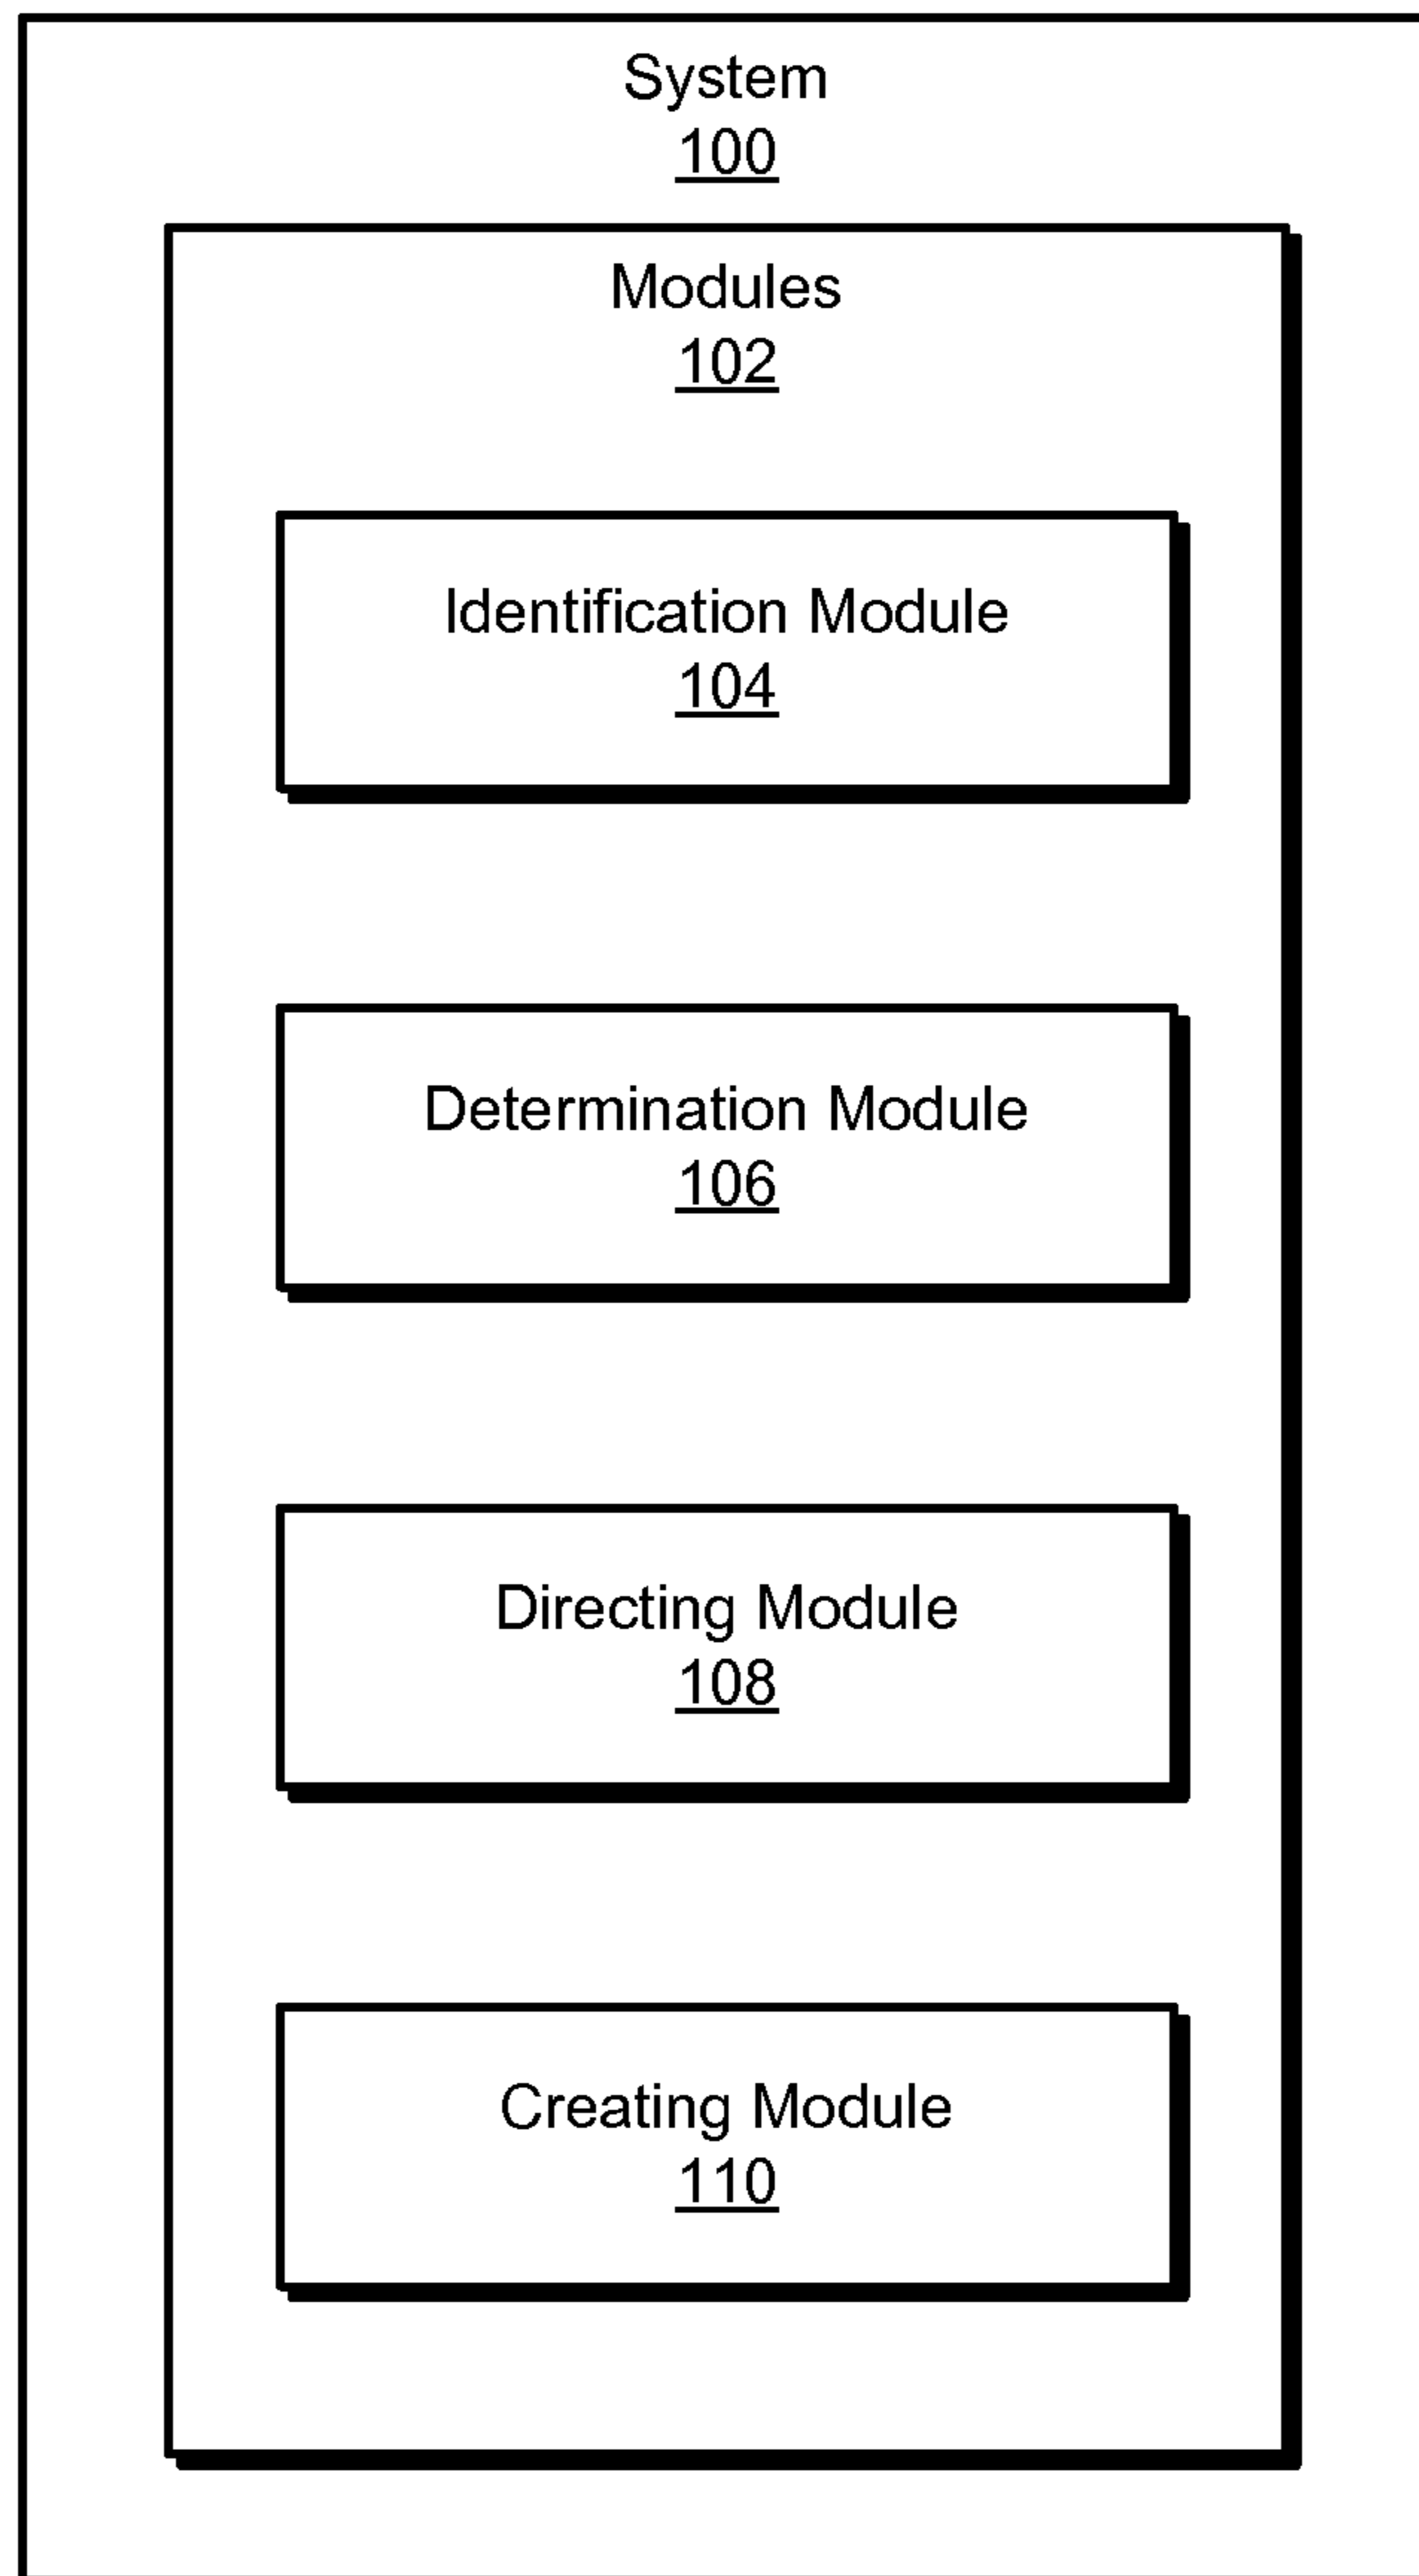 System
100
Modules
102
Identification Module
104
Determination Module
106
Directing Module
108
Creating Module
110